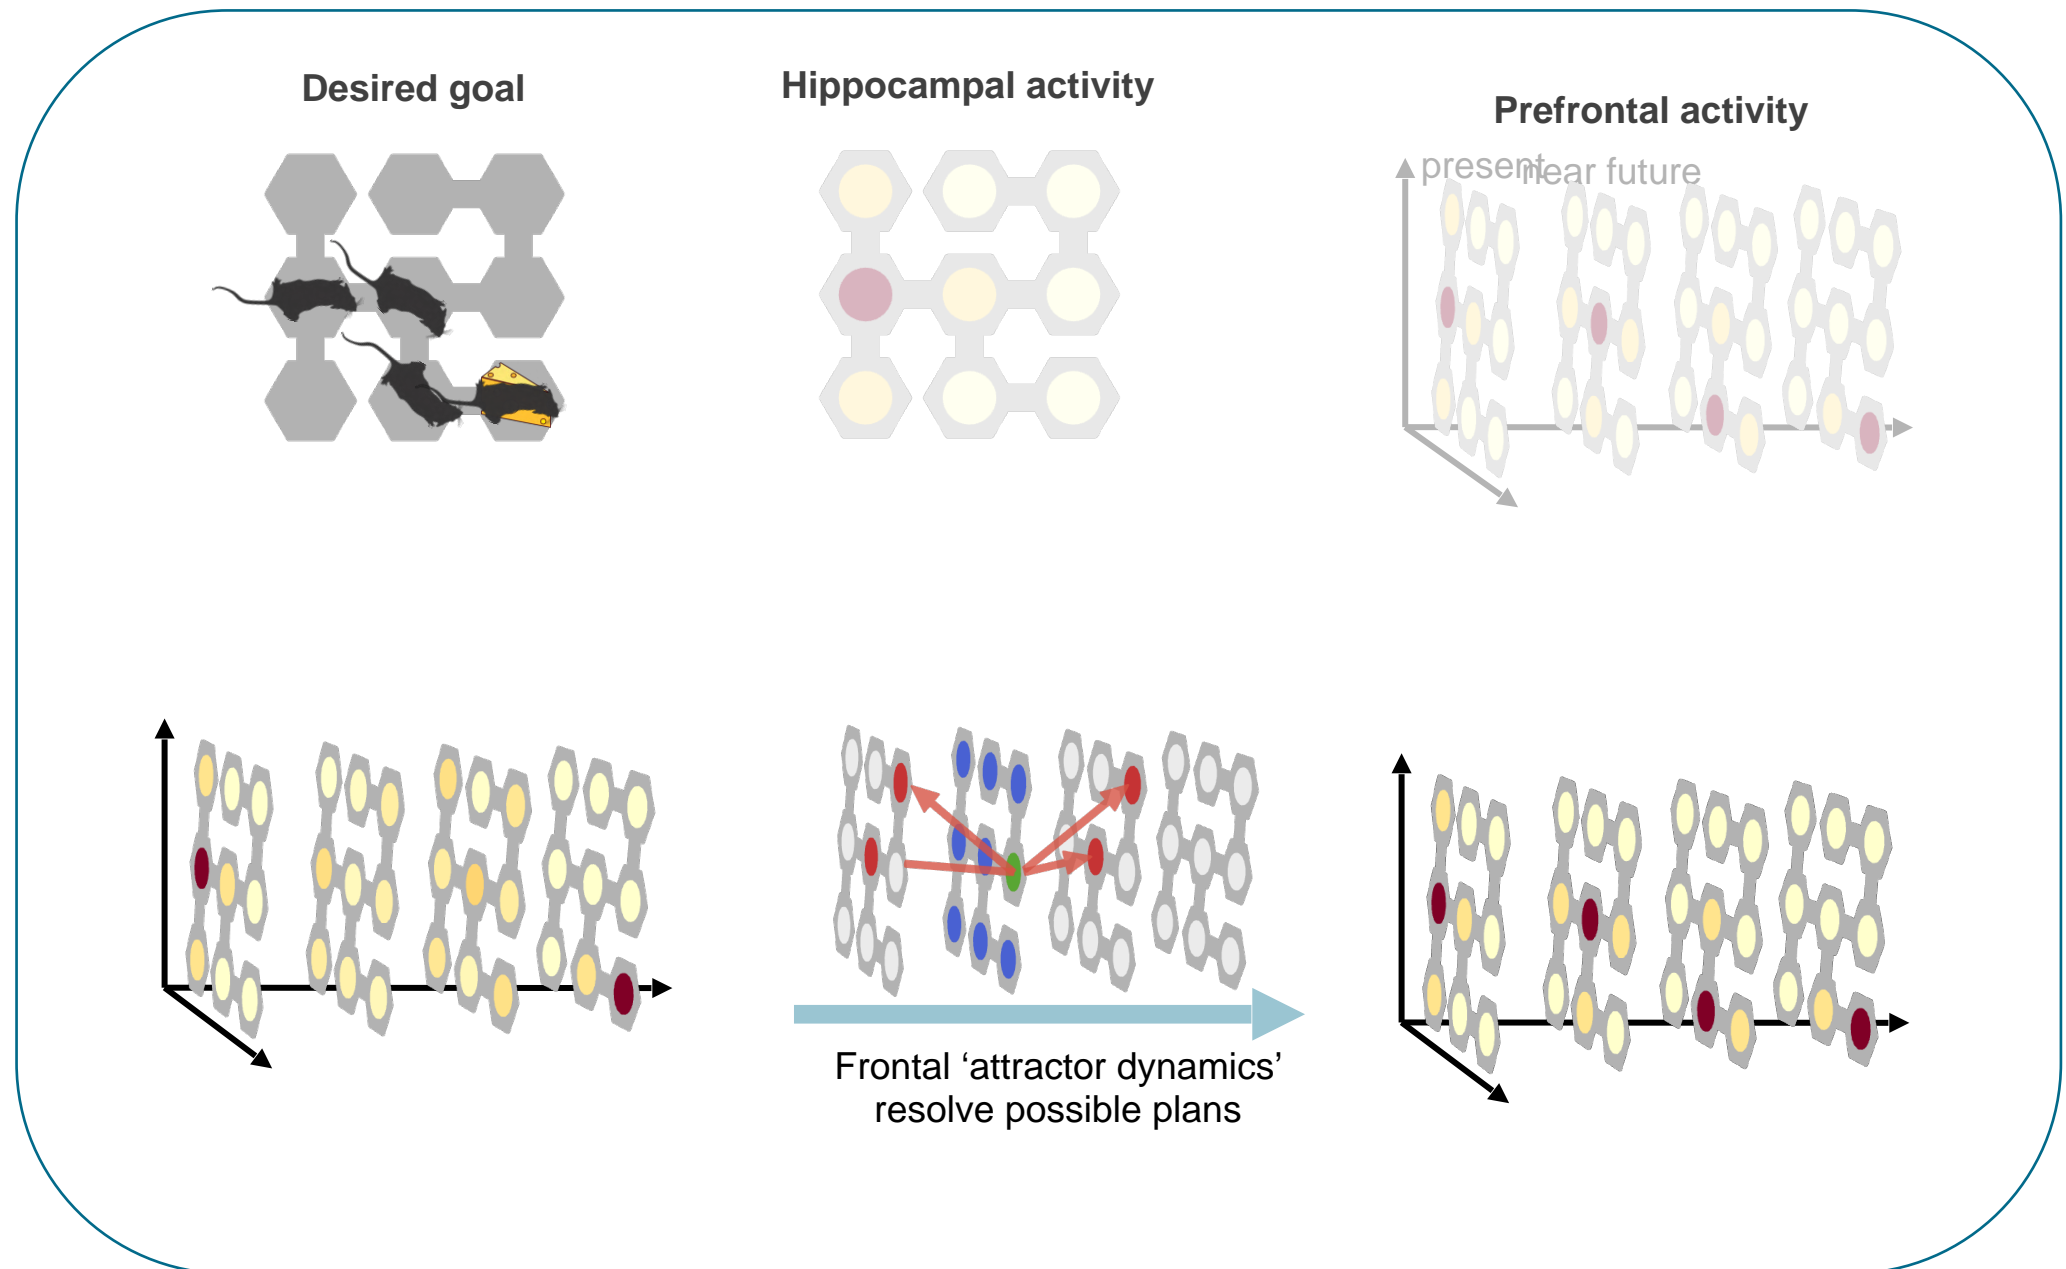 Desired goal
Hippocampal activity
Prefrontal activity
present
near future
Frontal ‘attractor dynamics’
resolve possible plans